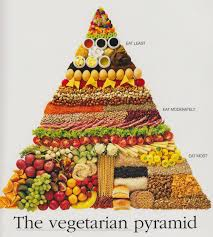 EAT LEAST
EAT MODERATELY
EAT MOST
The vegetarian pyramid